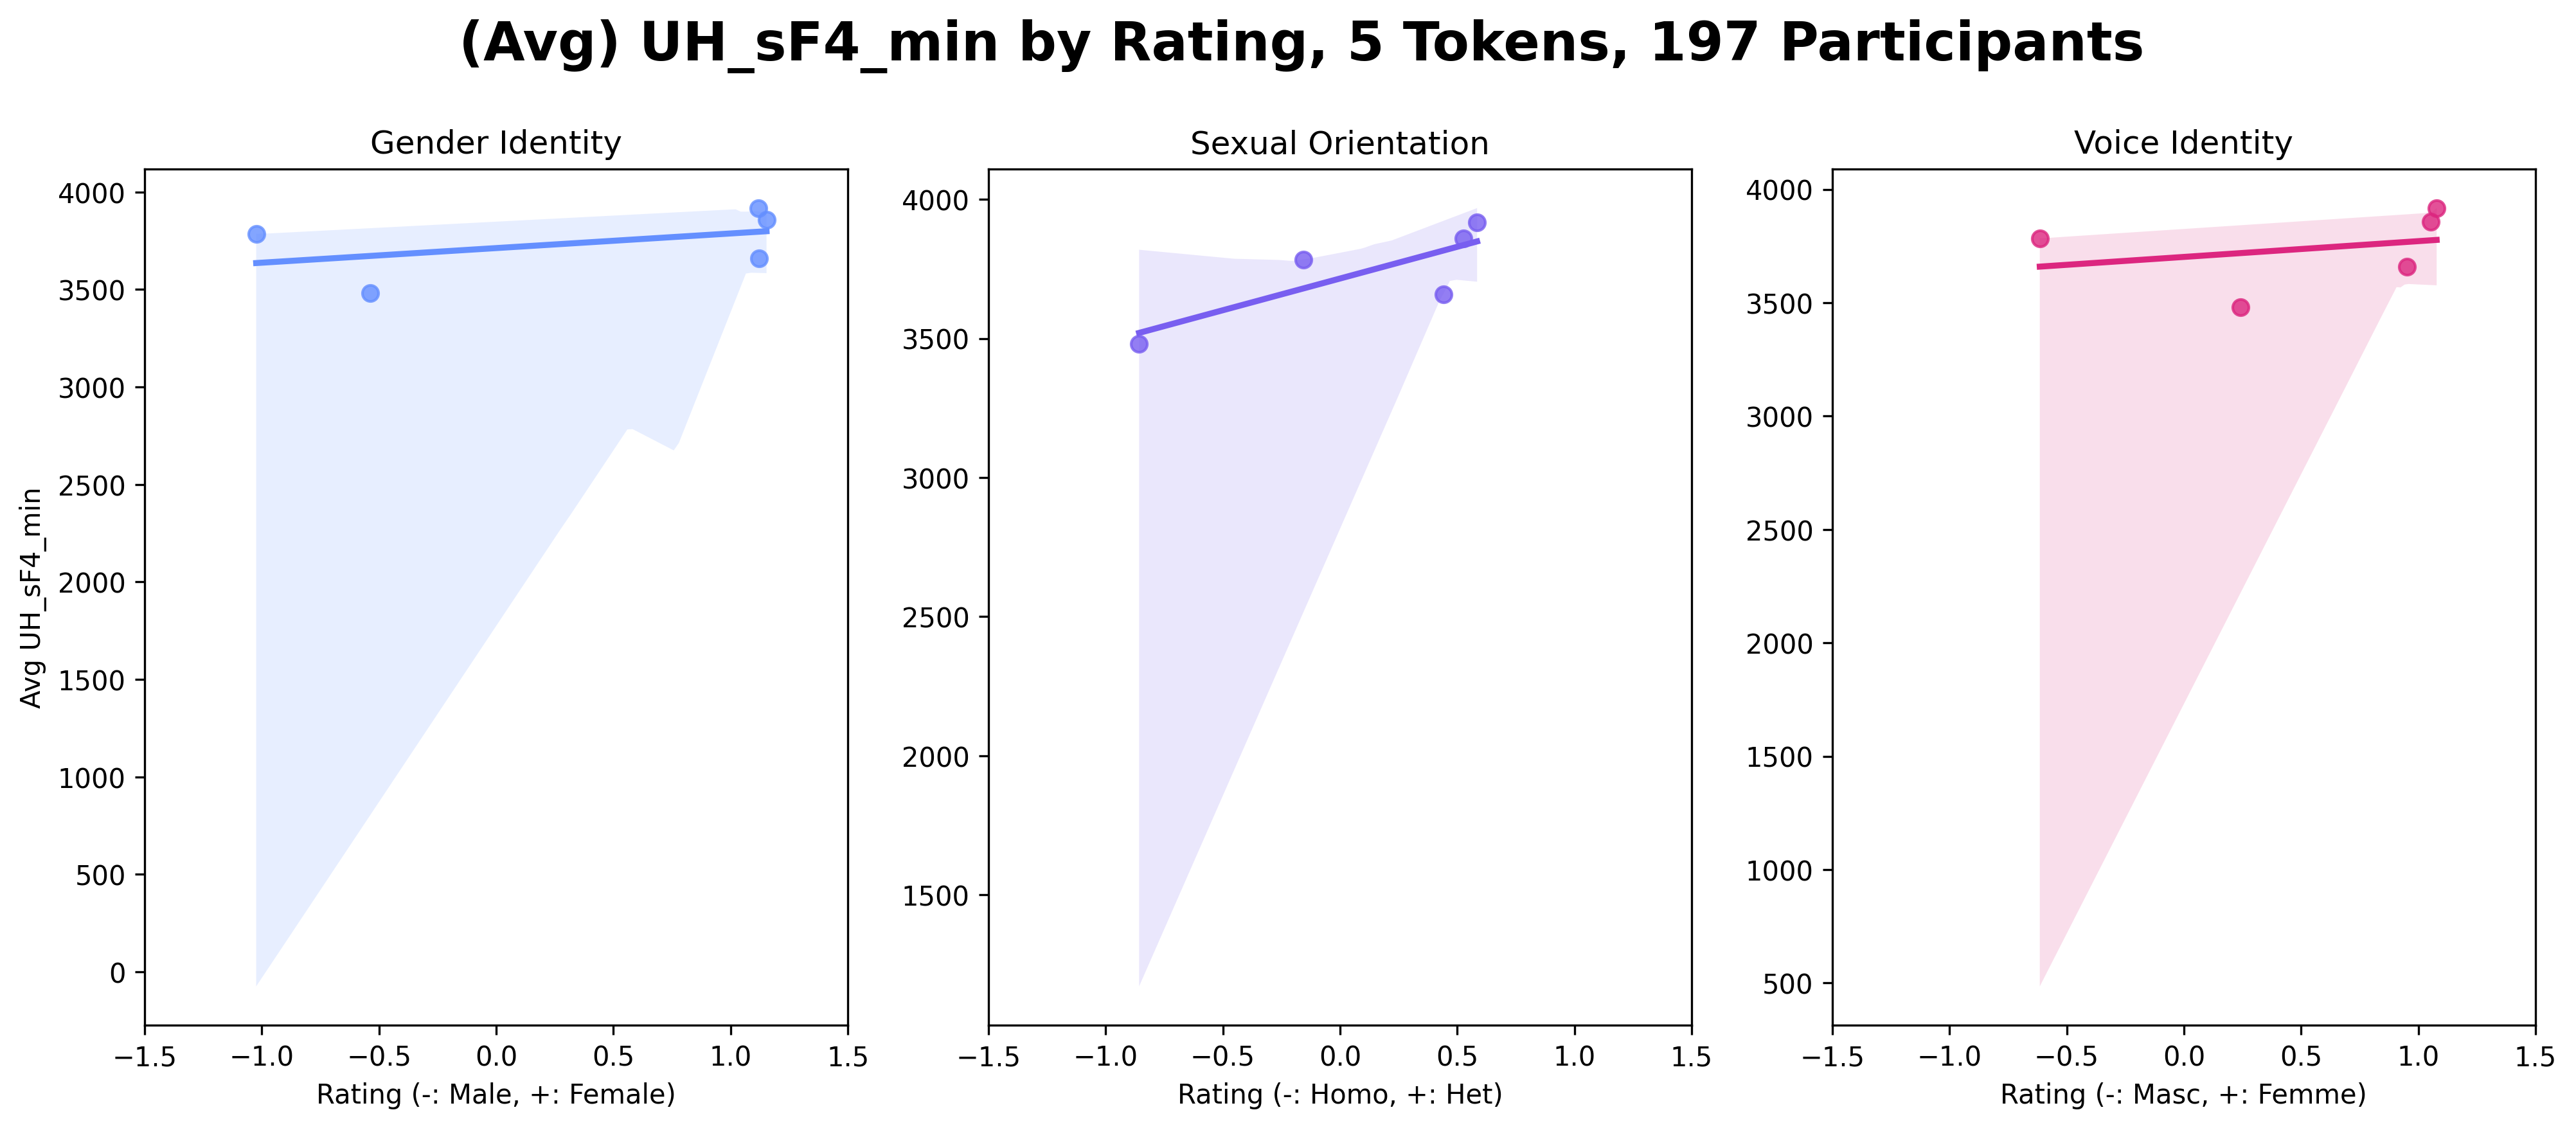 (Avg) UH_sF4_min by Rating, 5 Tokens, 197 Participants
Gender Identity
Sexual Orientation
Voice Identity
Avg UH_sF4_min
4000
3500
3000
2500
2000
1500
1000
500
0
−1.5 −1.0 −0.5 0.0 0.5 1.0 1.5
Rating (-: Male, +: Female)
4000
3500
3000
2500
2000
1500
−1.5 −1.0 −0.5 0.0 0.5 1.0 1.5
Rating (-: Homo, +: Het)
4000
3500
3000
2500
2000
1500
1000
500
−1.5 −1.0 −0.5 0.0 0.5 1.0 1.5
Rating (-: Masc, +: Femme)